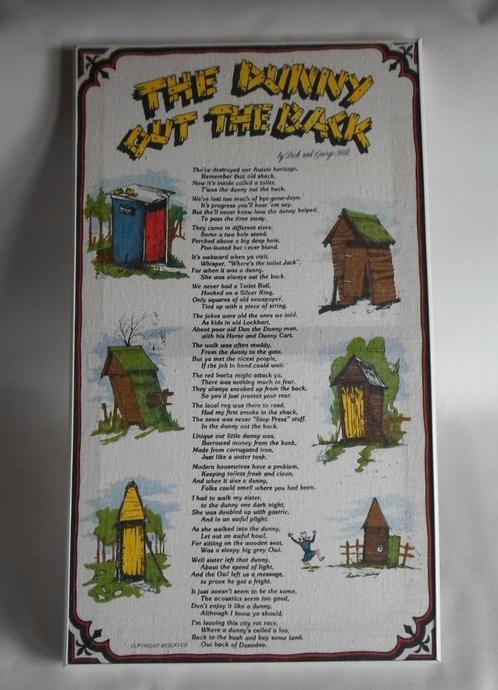 THE DUNNY
OUT THE BACK
by Dick and George Hill
The've destroyed our Aussie heritage,
Remember that old shack,
Now it's inside called a toilet,
T'was the dunny out the back.
We've lost too much of bye-gone-days,
It's progress you'll hear 'em say,
But the'll never know how the dunny helped,
To pass the time away.
They came in different sizes,
Some a two hole stand,
Perched above a big deep hole,
Pan-looted but never bland.
It's awkward when ya visit,
Whisper, "Where's the toilet Jack".
For when it was a dunny,
She was always out the back.
We never had a Toilet Roll,
Hooked on a Silver Ring,
Only squares of old newspaper,
Tied up with a piece of string.
The jokes were old the ones we told,
As kids in old Lockhart,
About poor old Dan the Dunny man,
with his Horse and Dunny Cart.
The walk was often muddy,
From the dunny to the gate,
But ya met the nicest people,
If the job in hand could wait.
The red backs might attack ya,
There was nothing much to fear,
They always sneaked up from the back,
So you'd just protect your rear.
The local rag was there to read,
Had my first smoke in the shack,
The news was never "Stop Press" stuff,
In the dunny out the back.
Unique our little dunny was,
Borrowed money from the bank,
Made from corrugated iron,
Just like a water tank.
Modern housewives have a problem,
Keeping toilets fresh and clean,
And when it was a dunny,
Folks could smell where you had been.
I had to walk my sister,
to the dunny one dark night,
She was doubled up with gastric,
And in an awful plight.
As she walked into the dunny,
Let out an awful howl,
For sitting on the wooden seat,
Was a sleepy big grey Owl.
Well sister left that dunny,
About the speed of light,
And the Owl left us a message,
to prove he got a fright.
It just doesn't seem to be the same,
The acoustics seem too good,
Don't enjoy it like a dunny,
Although I know ya should.
I'm leaving this city rat race,
Where a dunny's called a loo,
Back to the bush and buy some land,
Out back of Dunedoo.
COPYRIGHT RESERVED